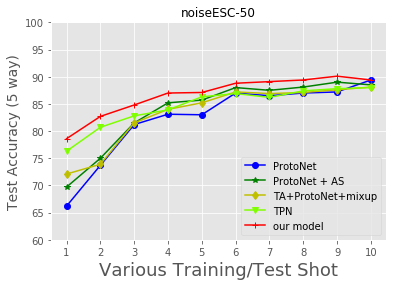 noiseESC-50
Test Accuracy (5 way)
100
95
90
85
80
75
70
65
60
ProtoNet
ProtoNet + AS
TA+ProtoNet+mixup
TPN
our model
1 2 3 4 5 6 7 8 9 10
Various Training/Test Shot